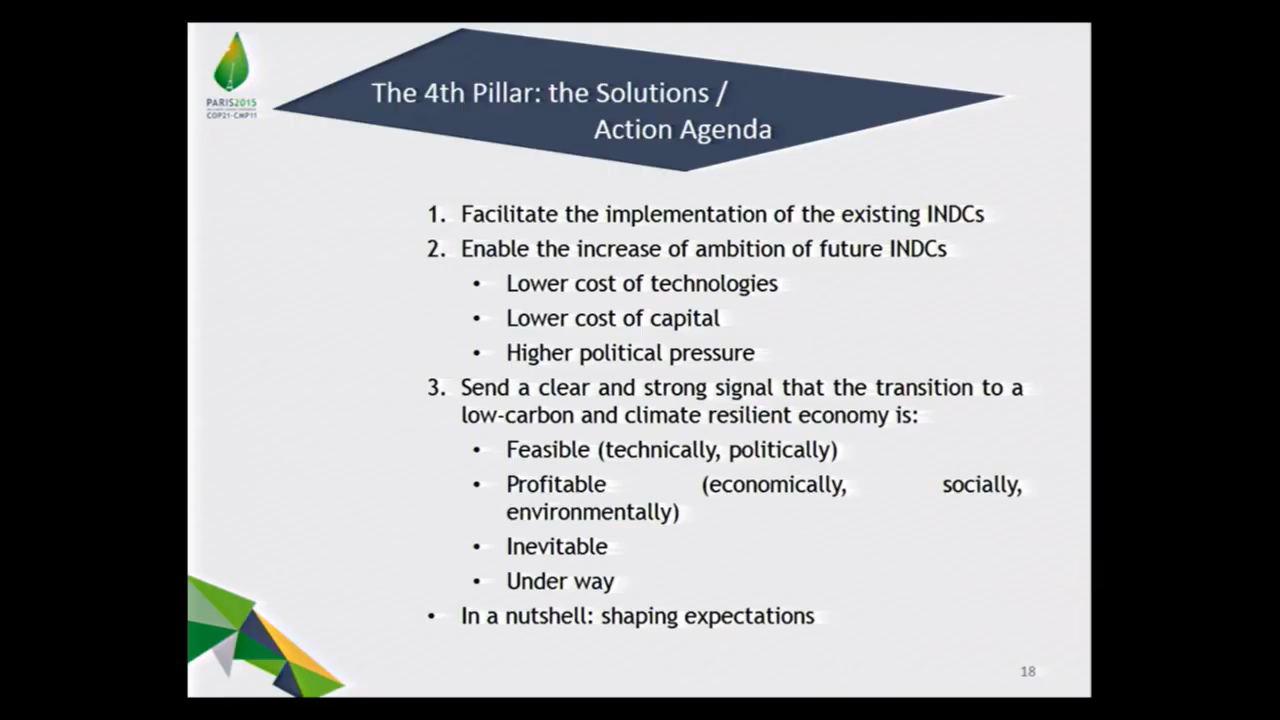 PARIS2015
COP21·CMP11
The 4th Pillar: the Solutions /
Action Agenda
1. Facilitate the implementation of the existing INDCs
2. Enable the increase of ambition of future INDCs
• Lower cost of technologies
• Lower cost of capital
• Higher political pressure
3. Send a clear and strong signal that the transition to a
low-carbon and climate resilient economy is:
• Feasible (technically, politically)
• Profitable (economically, socially,
environmentally)
• Inevitable
• Under way
• In a nutshell: shaping expectations
18